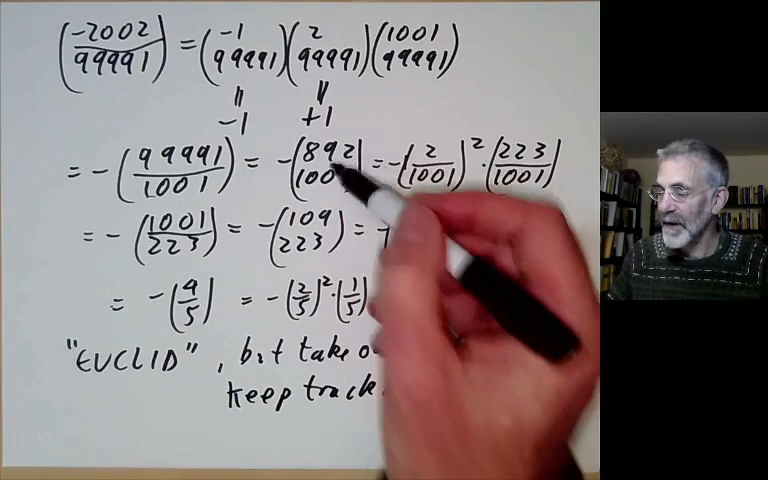 (-2002/99991) = (-1/99991)(2/99991)(1001/99991)
= = 
-1 +1
= -(99991/1001) = -(892/100 = -(2/1001)² · (223/1001)
= -(1001/223) = -(109/223) = -
= -(4/5) = -(2/5)² · (1/5)
"EUCLID", but take
keep track